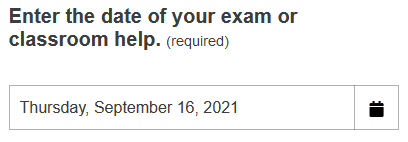 Enter the date of your exam or
classroom help. (required)
Thursday, September 16, 2021